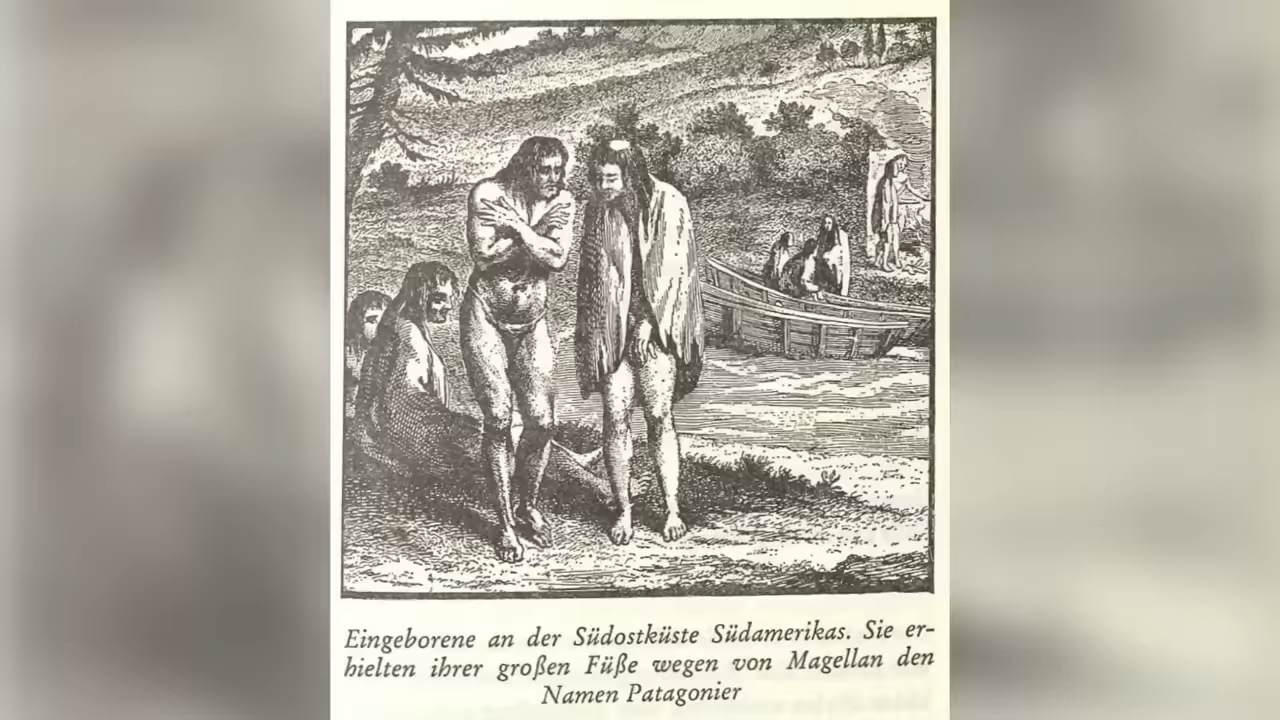 Eingeborene an der Südostküste Südamerikas. Sie er-
hielten ihrer großen Füße wegen von Magellan den
Namen Patagonier